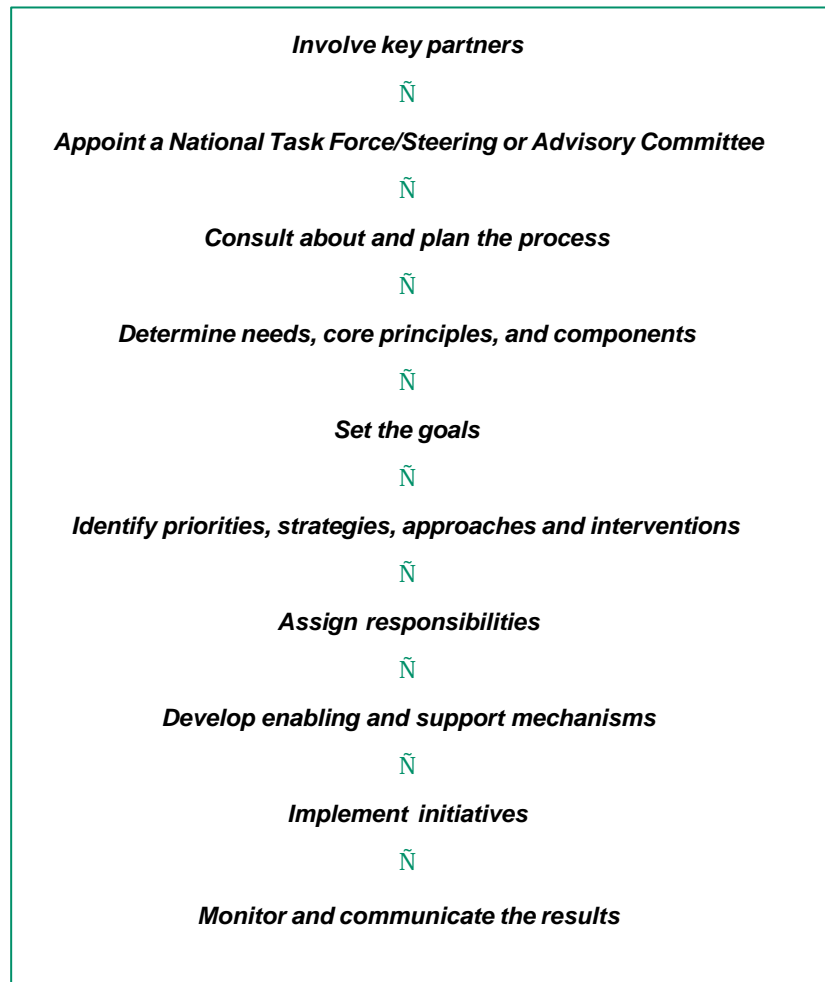 Involve key partners
Ñ
Appoint a National Task Force/Steering or Advisory Committee
Ñ
Consult about and plan the process
Ñ
Determine needs, core principles, and components
Ñ
Set the goals
Ñ
Identify priorities, strategies, approaches and interventions
Ñ
Assign responsibilities
Ñ
Develop enabling and support mechanisms
Ñ
Implement initiatives
Ñ
Monitor and communicate the results